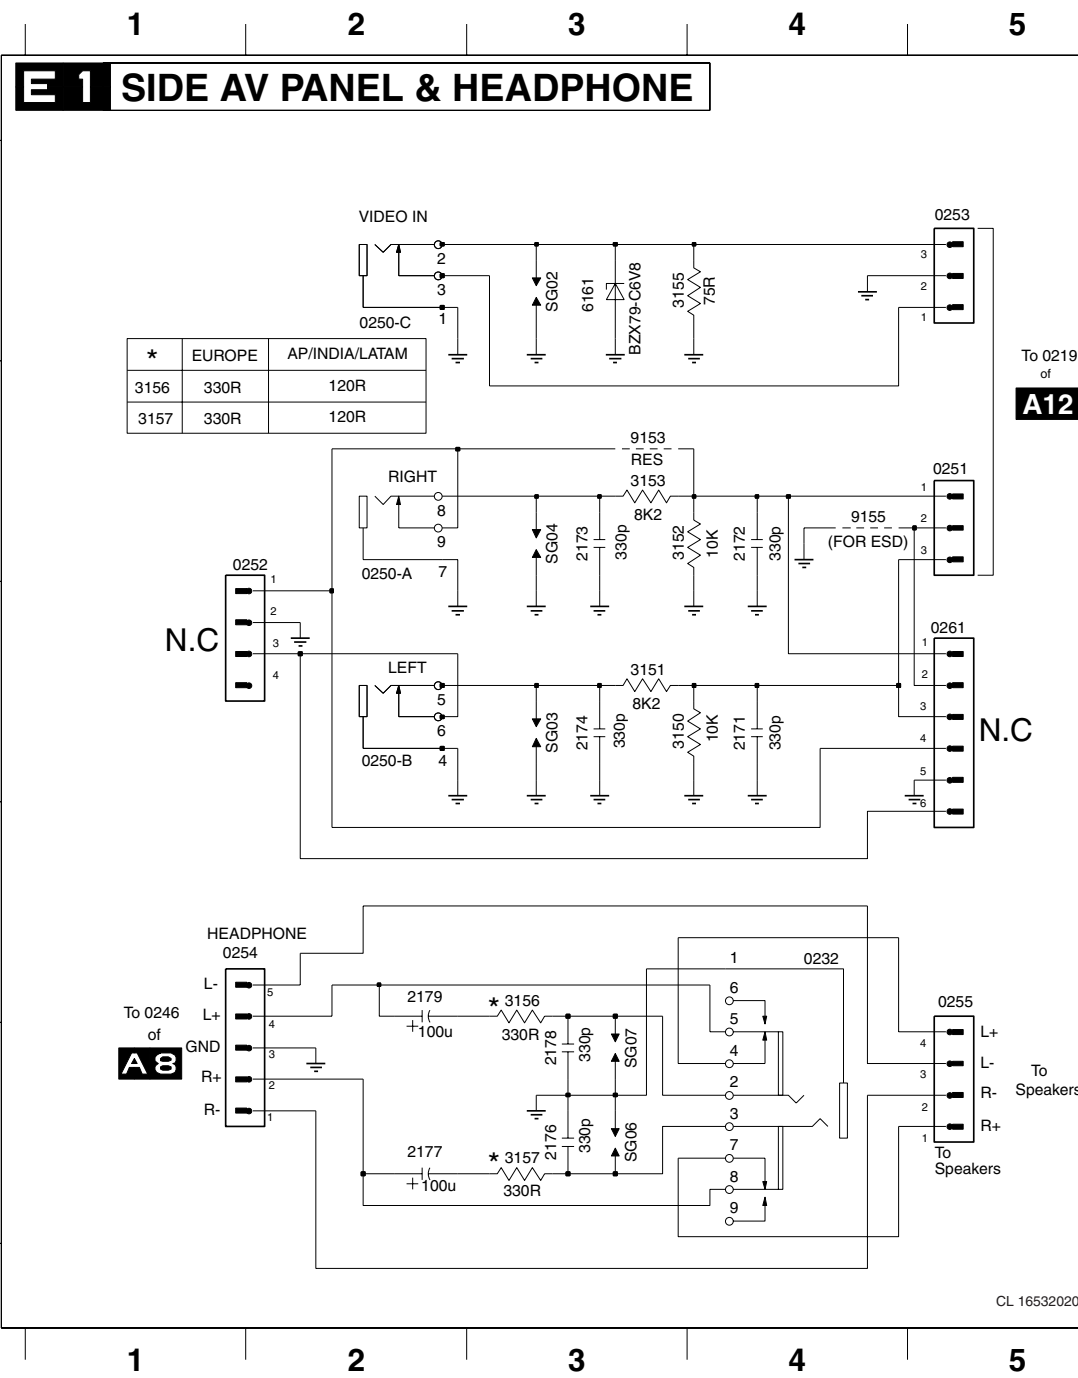 1 2 3 4 5
E 1 SIDE AV PANEL & HEADPHONE
VIDEO IN
2
3
1
0250-C
SG02
6161
BZX79-C6V8
3155
75R
0253
3
2
1
* EUROPE AP/INDIA/LATAM
3156 330R 120R
3157 330R 120R
To 0219
of
A12
9153
RES
RIGHT
8
9
7
0250-A
3153
8K2
SG04
2173
330p
3152
10K
2172
330p
9155
(FOR ESD)
0251
1
2
3
0252
1
2
3
4
N.C
LEFT
5
6
4
0250-B
3151
8K2
SG03
2174
330p
3150
10K
2171
330p
0261
1
2
3
4
5
6
N.C
HEADPHONE
0254
L-
L+
GND
R+
R-
5
4
3
2
1
To 0246
of
A 8
2179
+100u
* 3156
330R
2178
330p
SG07
2177
+100u
* 3157
330R
2176
330p
SG06
1
0232
6
5
4
2
3
7
8
9
0255
L+
L-
R-
R+
4
3
2
1
To
Speakers
To
Speakers
CL 16532020
1 2 3 4 5